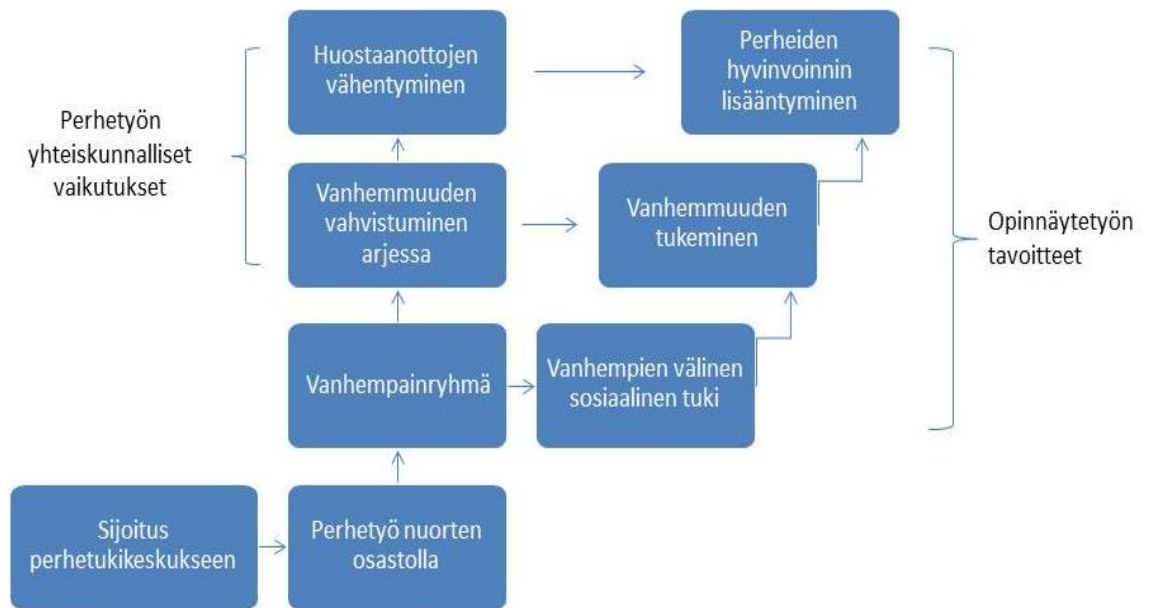 Huostaanottojen
vähentyminen
Perheiden
hyvinvoinnin
lisääntyminen
Perhetyön
yhteiskunnalliset
vaikutukset
Vanhemmuuden
vahvistuminen
arjessa
Vanhemmuuden
tukeminen
Opinnäytetyön
tavoitteet
Vanhempainryhmä
Vanhempien välinen
sosiaalinen tuki
Sijoitus
perhetukikeskukseen
Perhetyö nuorten
osastolla